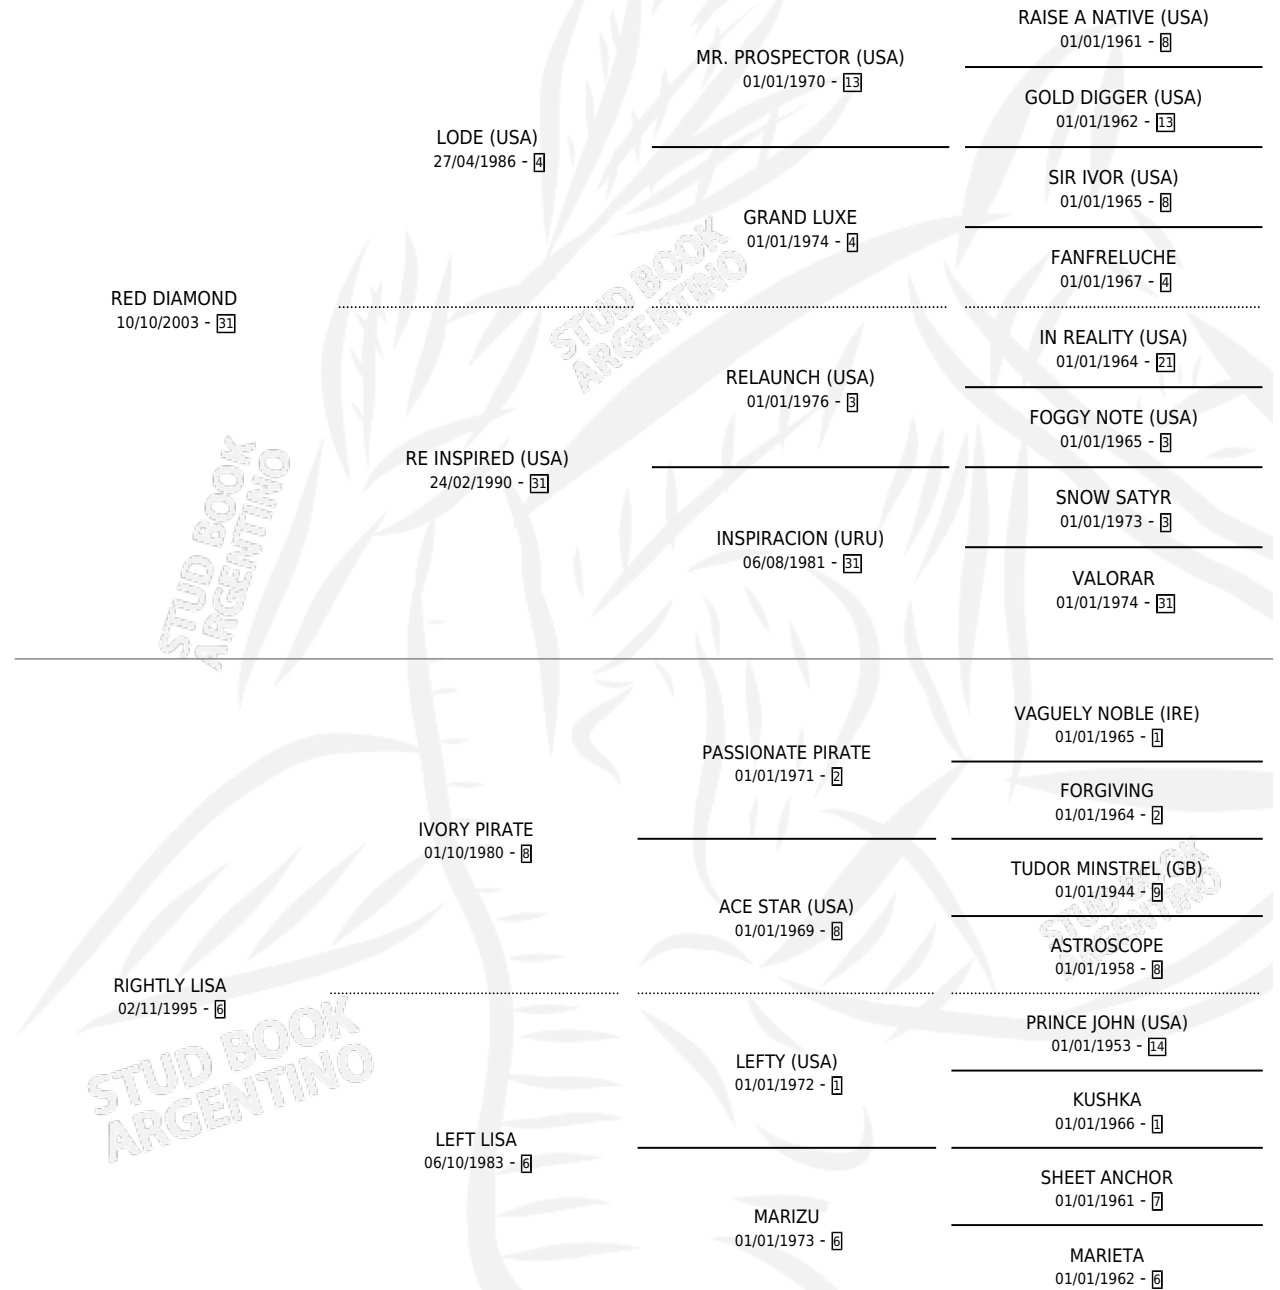 RAISE A NATIVE (USA)
01/01/1961 - 8
MR. PROSPECTOR (USA)
01/01/1970 - 13
GOLD DIGGER (USA)
01/01/1962 - 13
LODE (USA)
27/04/1986 - 4
SIR IVOR (USA)
01/01/1965 - 8
GRAND LUXE
01/01/1974 - 4
FANFRELUCHE
01/01/1967 - 4
RED DIAMOND
10/10/2003 - 31
IN REALITY (USA)
01/01/1964 - 21
RELAUNCH (USA)
01/01/1976 - 3
FOGGY NOTE (USA)
01/01/1965 - 3
RE INSPIRED (USA)
24/02/1990 - 31
SNOW SATYR
01/01/1973 - 3
INSPIRACION (URU)
06/08/1981 - 31
VALORAR
01/01/1974 - 31
VAGUELY NOBLE (IRE)
01/01/1965 - 1
PASSIONATE PIRATE
01/01/1971 - 2
FORGIVING
01/01/1964 - 2
IVORY PIRATE
01/10/1980 - 8
TUDOR MINSTREL (GB)
01/01/1944 - 9
ACE STAR (USA)
01/01/1969 - 8
ASTROSCOPE
01/01/1958 - 8
RIGHTLY LISA
02/11/1995 - 6
PRINCE JOHN (USA)
01/01/1953 - 14
LEFTY (USA)
01/01/1972 - 1
KUSHKA
01/01/1966 - 1
LEFT LISA
06/10/1983 - 6
SHEET ANCHOR
01/01/1961 - 7
MARIZU
01/01/1973 - 6
MARIETA
01/01/1962 - 6
STUD BOOK
ARGENTINO
STUD BOOK
ARGENTINO
STUD BOOK
ARGENTINO
STUD BOOK
ARGENTINO